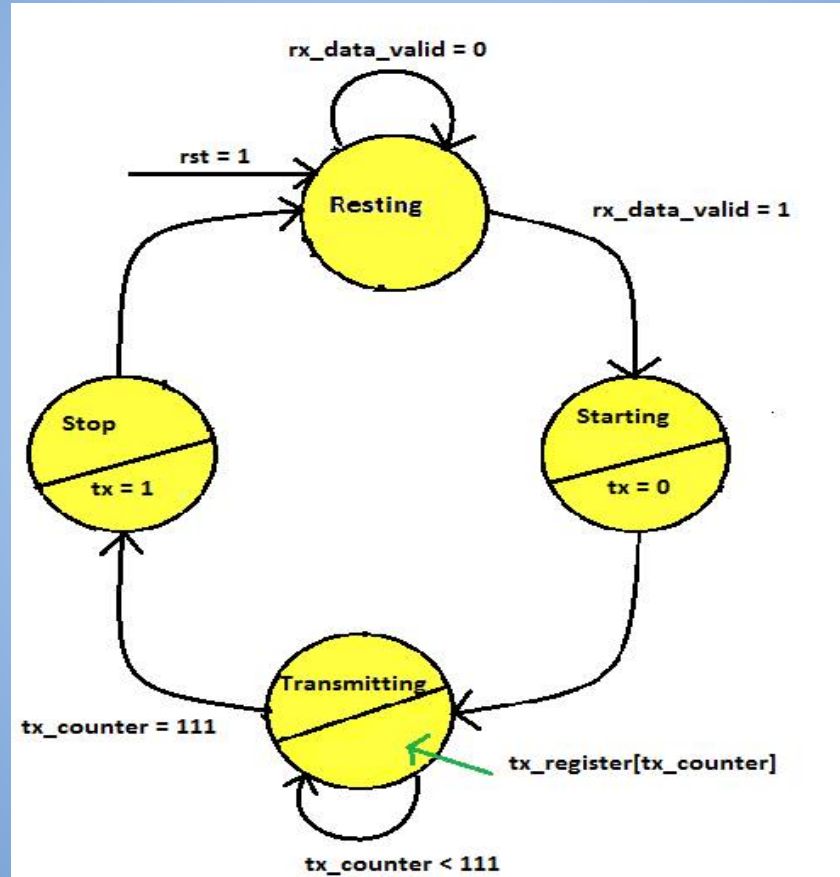 rx_data_valid = 0
rst = 1
Resting
rx_data_valid = 1
Stop
tx = 1
Starting
tx = 0
Transmitting
tx_counter = 111
tx_register[tx_counter]
tx_counter < 111